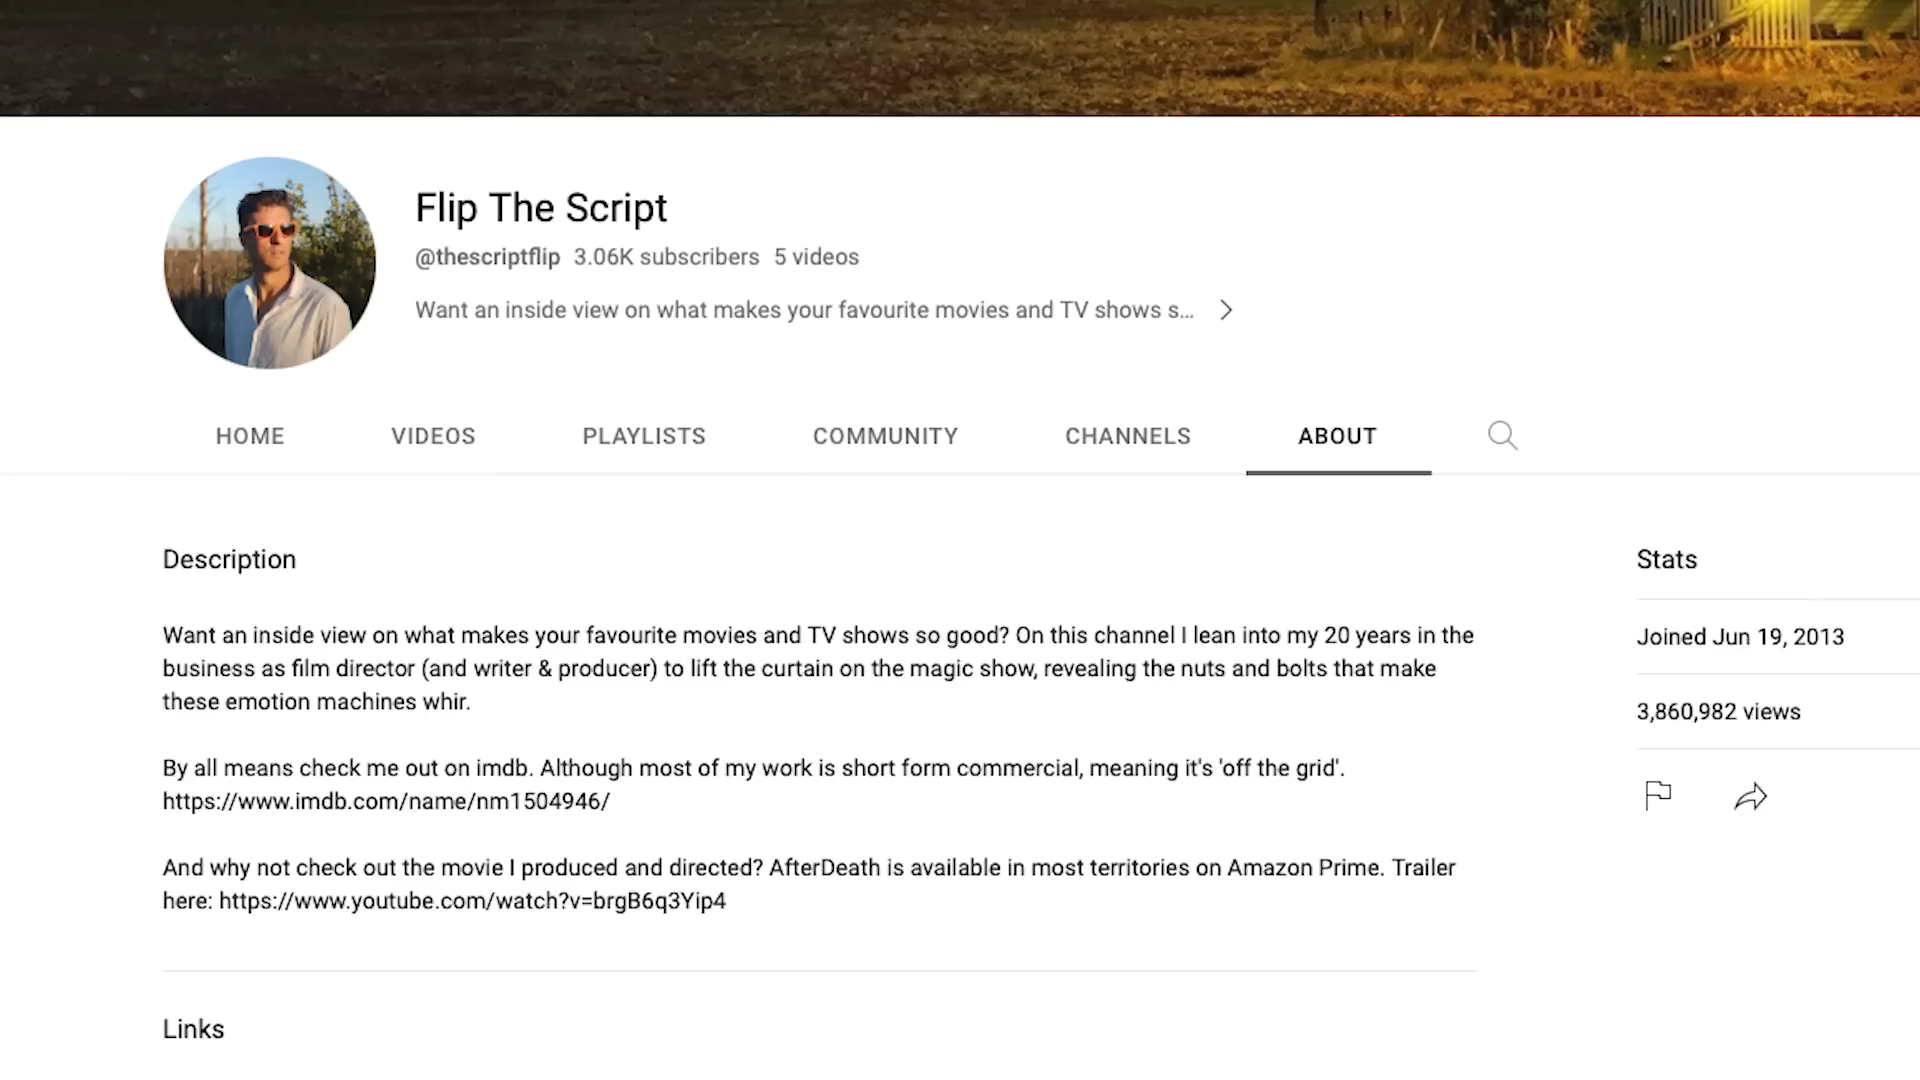 Flip The Script
@thescriptflip 3.06K subscribers 5 videos
Want an inside view on what makes your favourite movies and TV shows s...
HOME VIDEOS PLAYLISTS COMMUNITY CHANNELS ABOUT
Description
Want an inside view on what makes your favourite movies and TV shows so good? On this channel I lean into my 20 years in the
business as film director (and writer & producer) to lift the curtain on the magic show, revealing the nuts and bolts that make
these emotion machines whir.
By all means check me out on imdb. Although most of my work is short form commercial, meaning it's 'off the grid'.
https://www.imdb.com/name/nm1504946/
And why not check out the movie I produced and directed? AfterDeath is available in most territories on Amazon Prime. Trailer
here: https://www.youtube.com/watch?v=brgB6q3Yip4
Links
Stats
Joined Jun 19, 2013
3,860,982 views